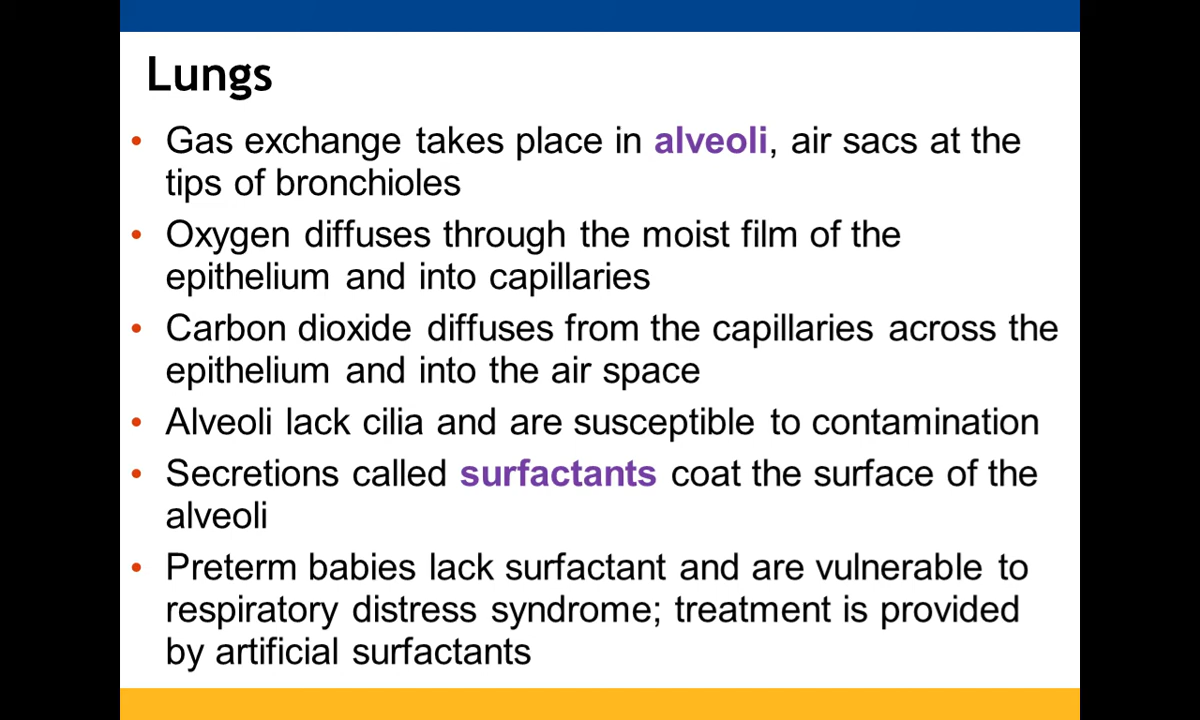 Lungs
• Gas exchange takes place in alveoli, air sacs at the
tips of bronchioles
• Oxygen diffuses through the moist film of the
epithelium and into capillaries
• Carbon dioxide diffuses from the capillaries across the
epithelium and into the air space
• Alveoli lack cilia and are susceptible to contamination
• Secretions called surfactants coat the surface of the
alveoli
• Preterm babies lack surfactant and are vulnerable to
respiratory distress syndrome; treatment is provided
by artificial surfactants